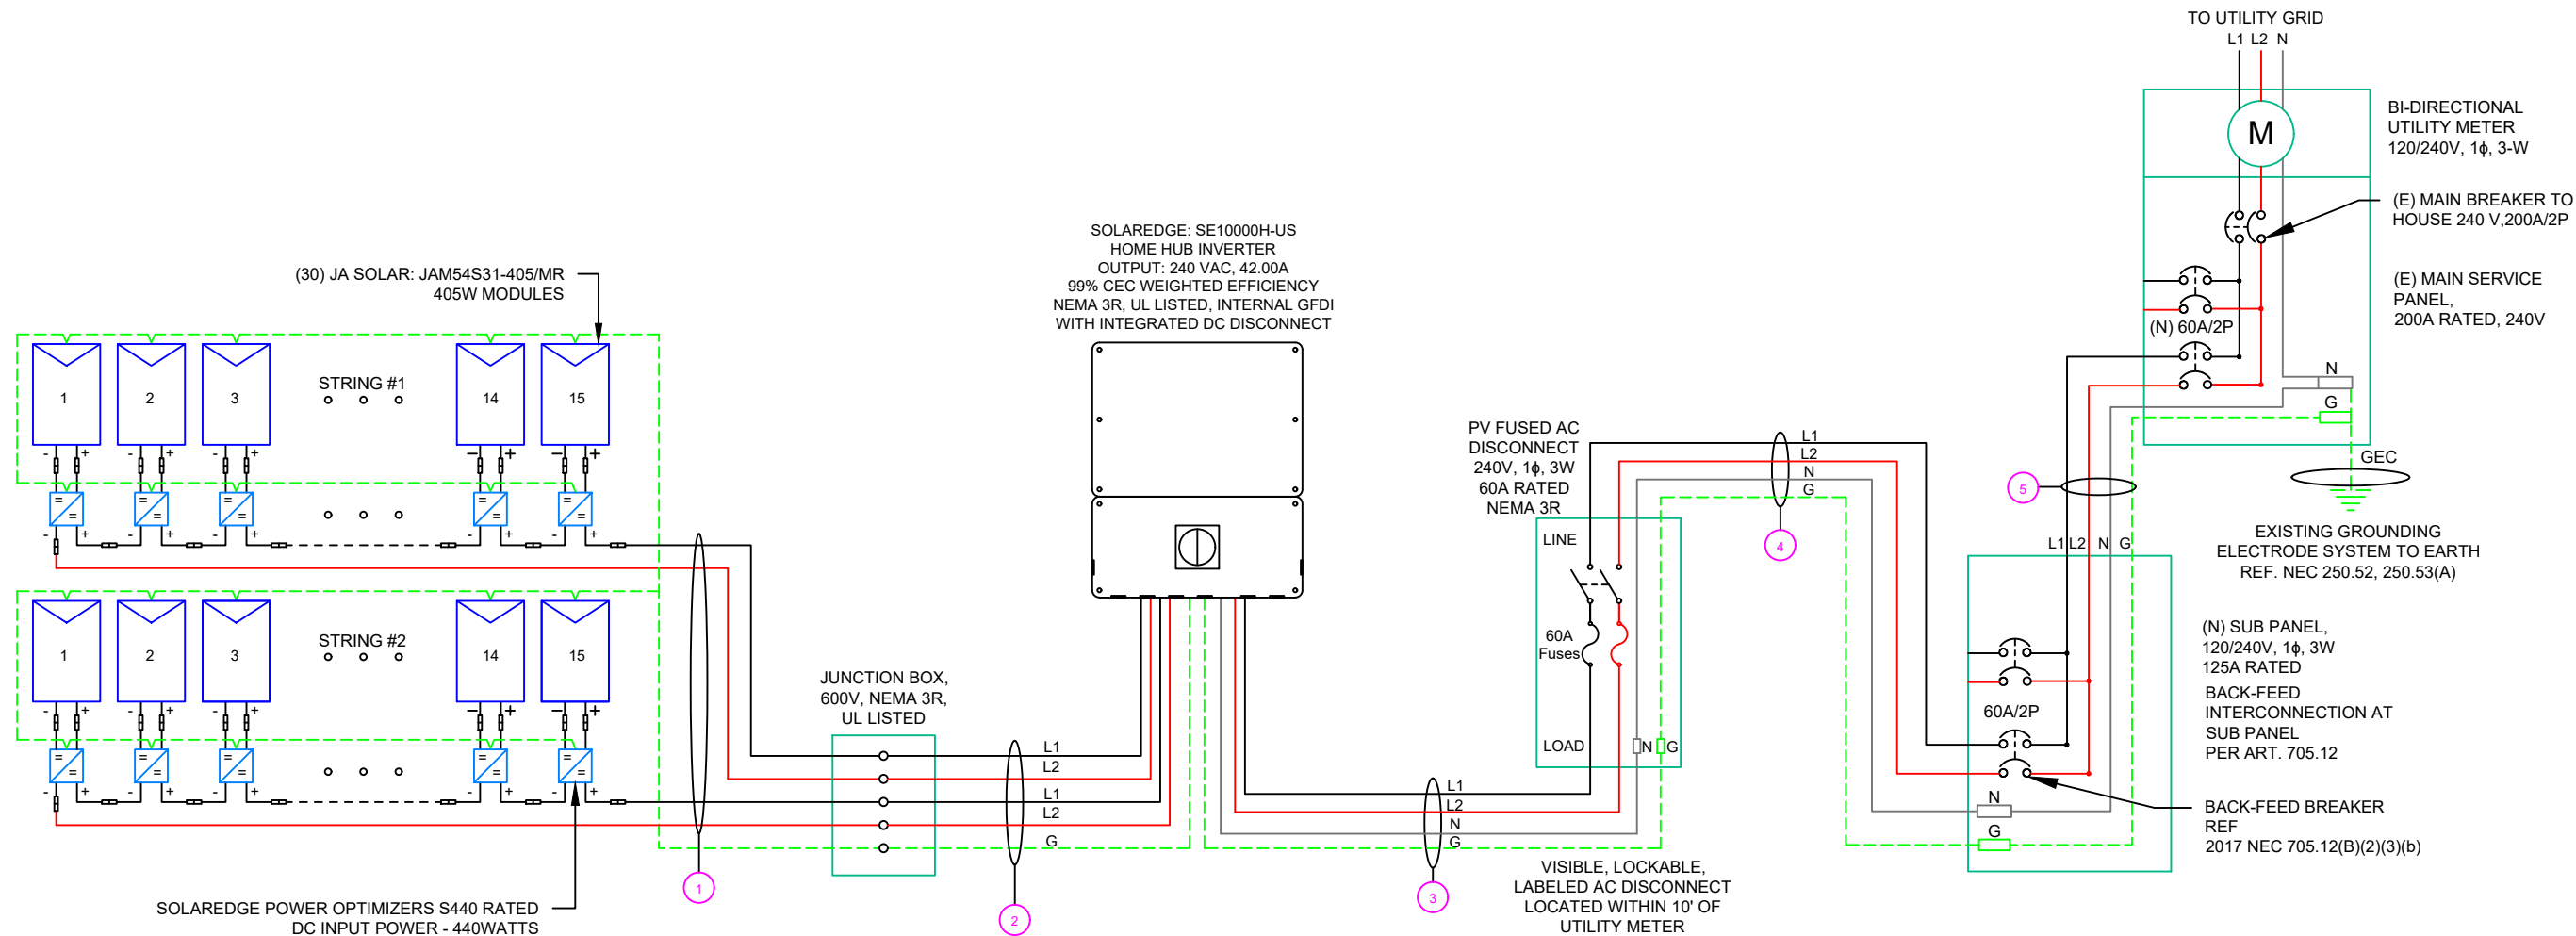 TO UTILITY GRID
L1 L2 N
M
BI-DIRECTIONAL
UTILITY METER
120/240V, 1ϕ, 3-W
(E) MAIN BREAKER TO
HOUSE 240 V,200A/2P
(E) MAIN SERVICE
PANEL,
200A RATED, 240V
(N) 60A/2P
N
G
GEC
EXISTING GROUNDING
ELECTRODE SYSTEM TO EARTH
REF. NEC 250.52, 250.53(A)
5
L1 L2 N G
(N) SUB PANEL,
120/240V, 1ϕ, 3W
125A RATED
BACK-FEED
INTERCONNECTION AT
SUB PANEL
PER ART. 705.12
60A/2P
N
G
BACK-FEED BREAKER
REF
2017 NEC 705.12(B)(2)(3)(b)
SOLAREDGE: SE10000H-US
HOME HUB INVERTER
OUTPUT: 240 VAC, 42.00A
99% CEC WEIGHTED EFFICIENCY
NEMA 3R, UL LISTED, INTERNAL GFDI
WITH INTEGRATED DC DISCONNECT
(30) JA SOLAR: JAM54S31-405/MR
405W MODULES
STRING #1
1 2 3 14 15
- + - + - + - + - +
- + - + - + - + - +
STRING #2
1 2 3 14 15
- + - + - + - + - +
- + - + - + - + - +
SOLAREDGE POWER OPTIMIZERS S440 RATED
DC INPUT POWER - 440WATTS
1
JUNCTION BOX,
600V, NEMA 3R,
UL LISTED
L1
L2
L1
L2
G
2
PV FUSED AC
DISCONNECT
240V, 1ϕ, 3W
60A RATED
NEMA 3R
LINE
60A
Fuses
LOAD
N G
L1
L2
N
G
3
L1
L2
N
G
4
VISIBLE, LOCKABLE,
LABELED AC DISCONNECT
LOCATED WITHIN 10' OF
UTILITY METER